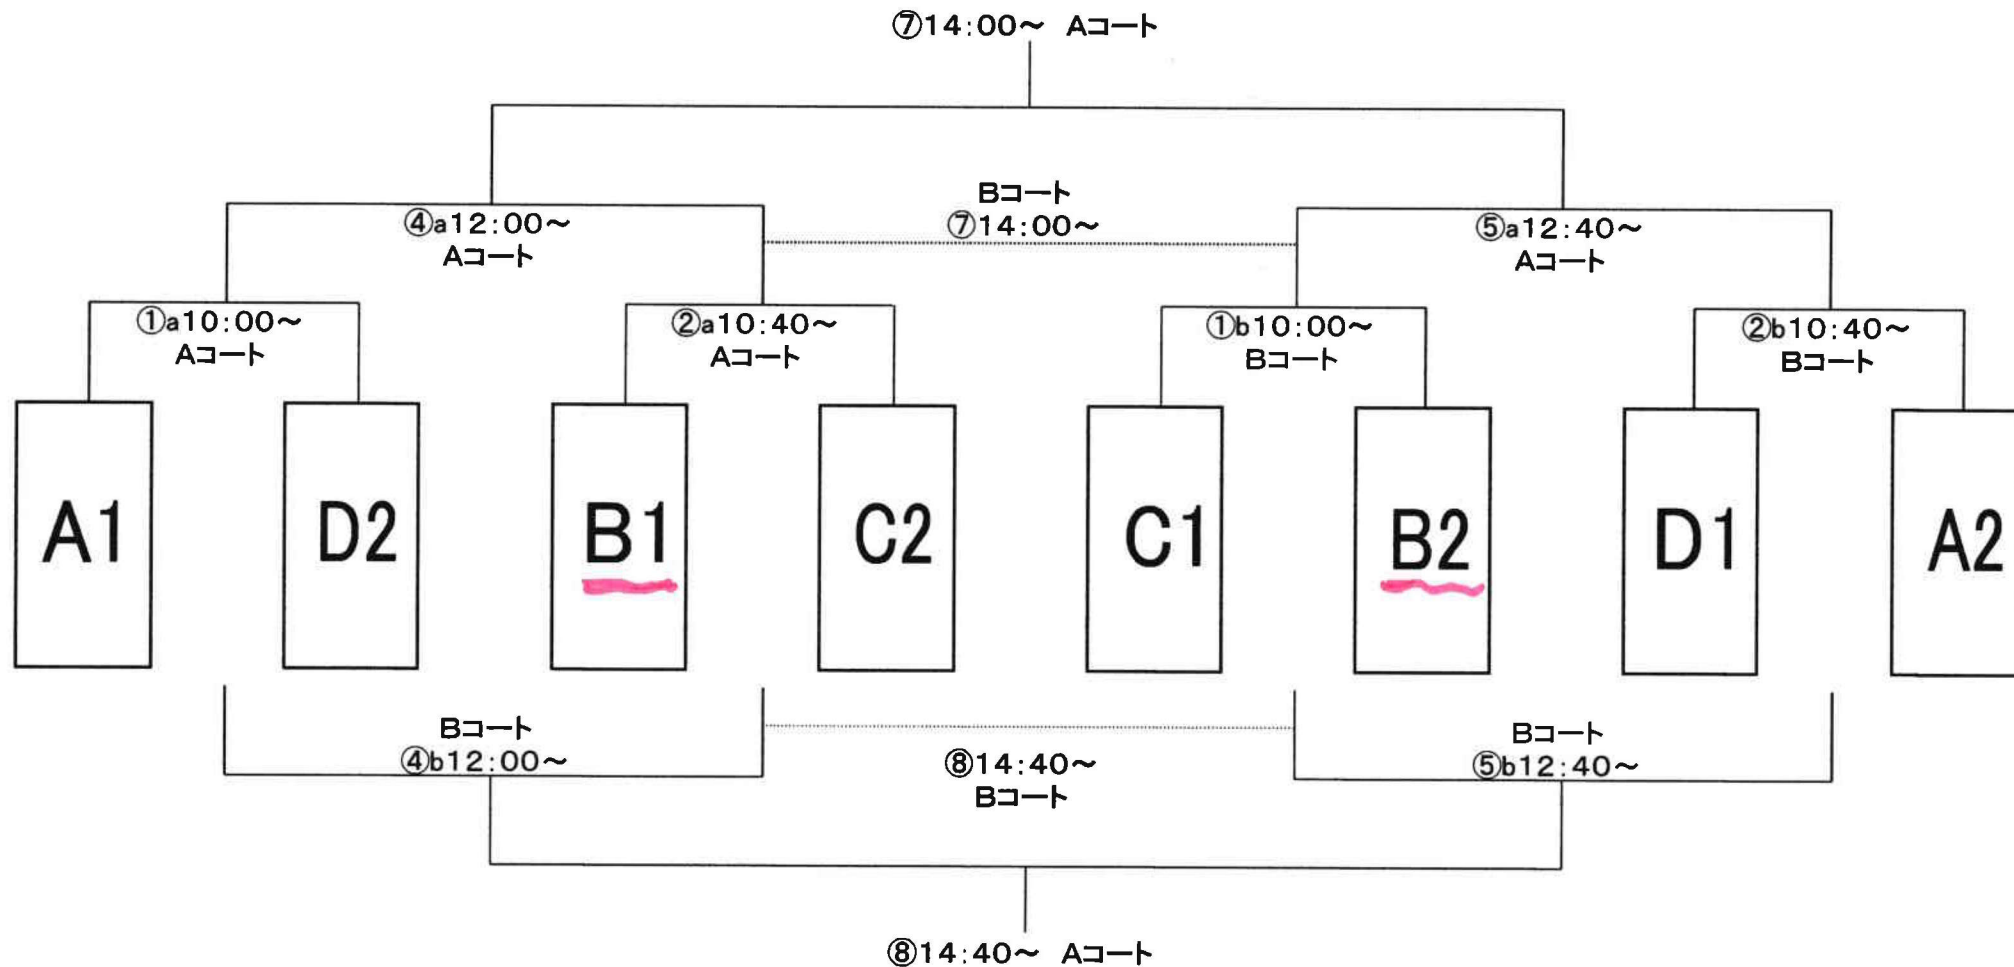 ⑦14:00～ Aコート
Bコート
⑦14:00～
④a12:00～
Aコート
⑤a12:40～
Aコート
①a10:00～
Aコート
②a10:40～
Aコート
①b10:00～
Bコート
②b10:40～
Bコート
A1
D2
B1
C2
C1
B2
D1
A2
Bコート
④b12:00～
⑧14:40～
Bコート
Bコート
⑤b12:40～
⑧14:40～ Aコート